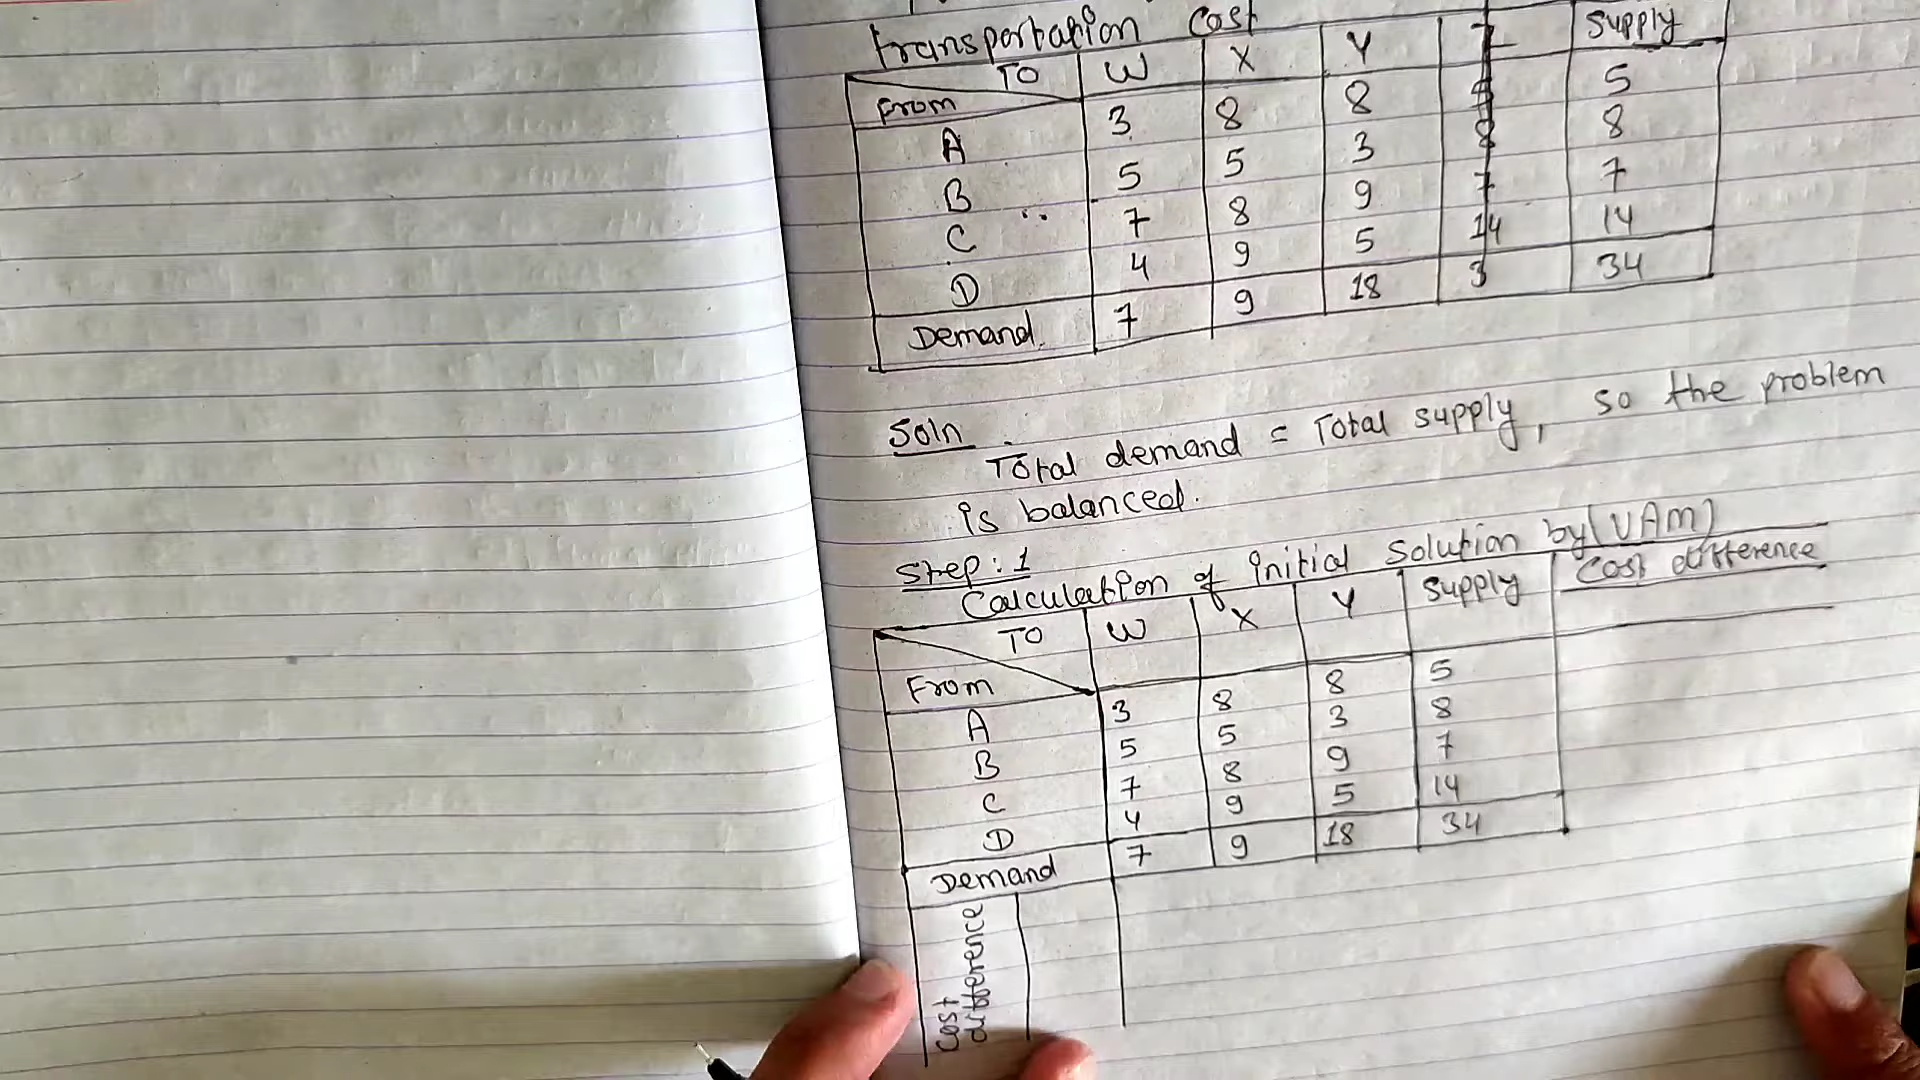 transportation cost
TO W X Y Supply
From
A 3 8 8 5
B 5 5 3 8 8
C 7 8 9 7 7
D 4 9 5 14 14
Demand 7 9 18 3 34
Soln
Total demand = Total supply, so the problem
is balanced.
Step: 1
Calculation of initial solution by (VAM)
TO W X Y Supply Cost difference
From
A 3 8 8 5
B 5 5 3 8
C 7 8 9 7
D 4 9 5 14
Demand 7 9 18 34
Cost
difference